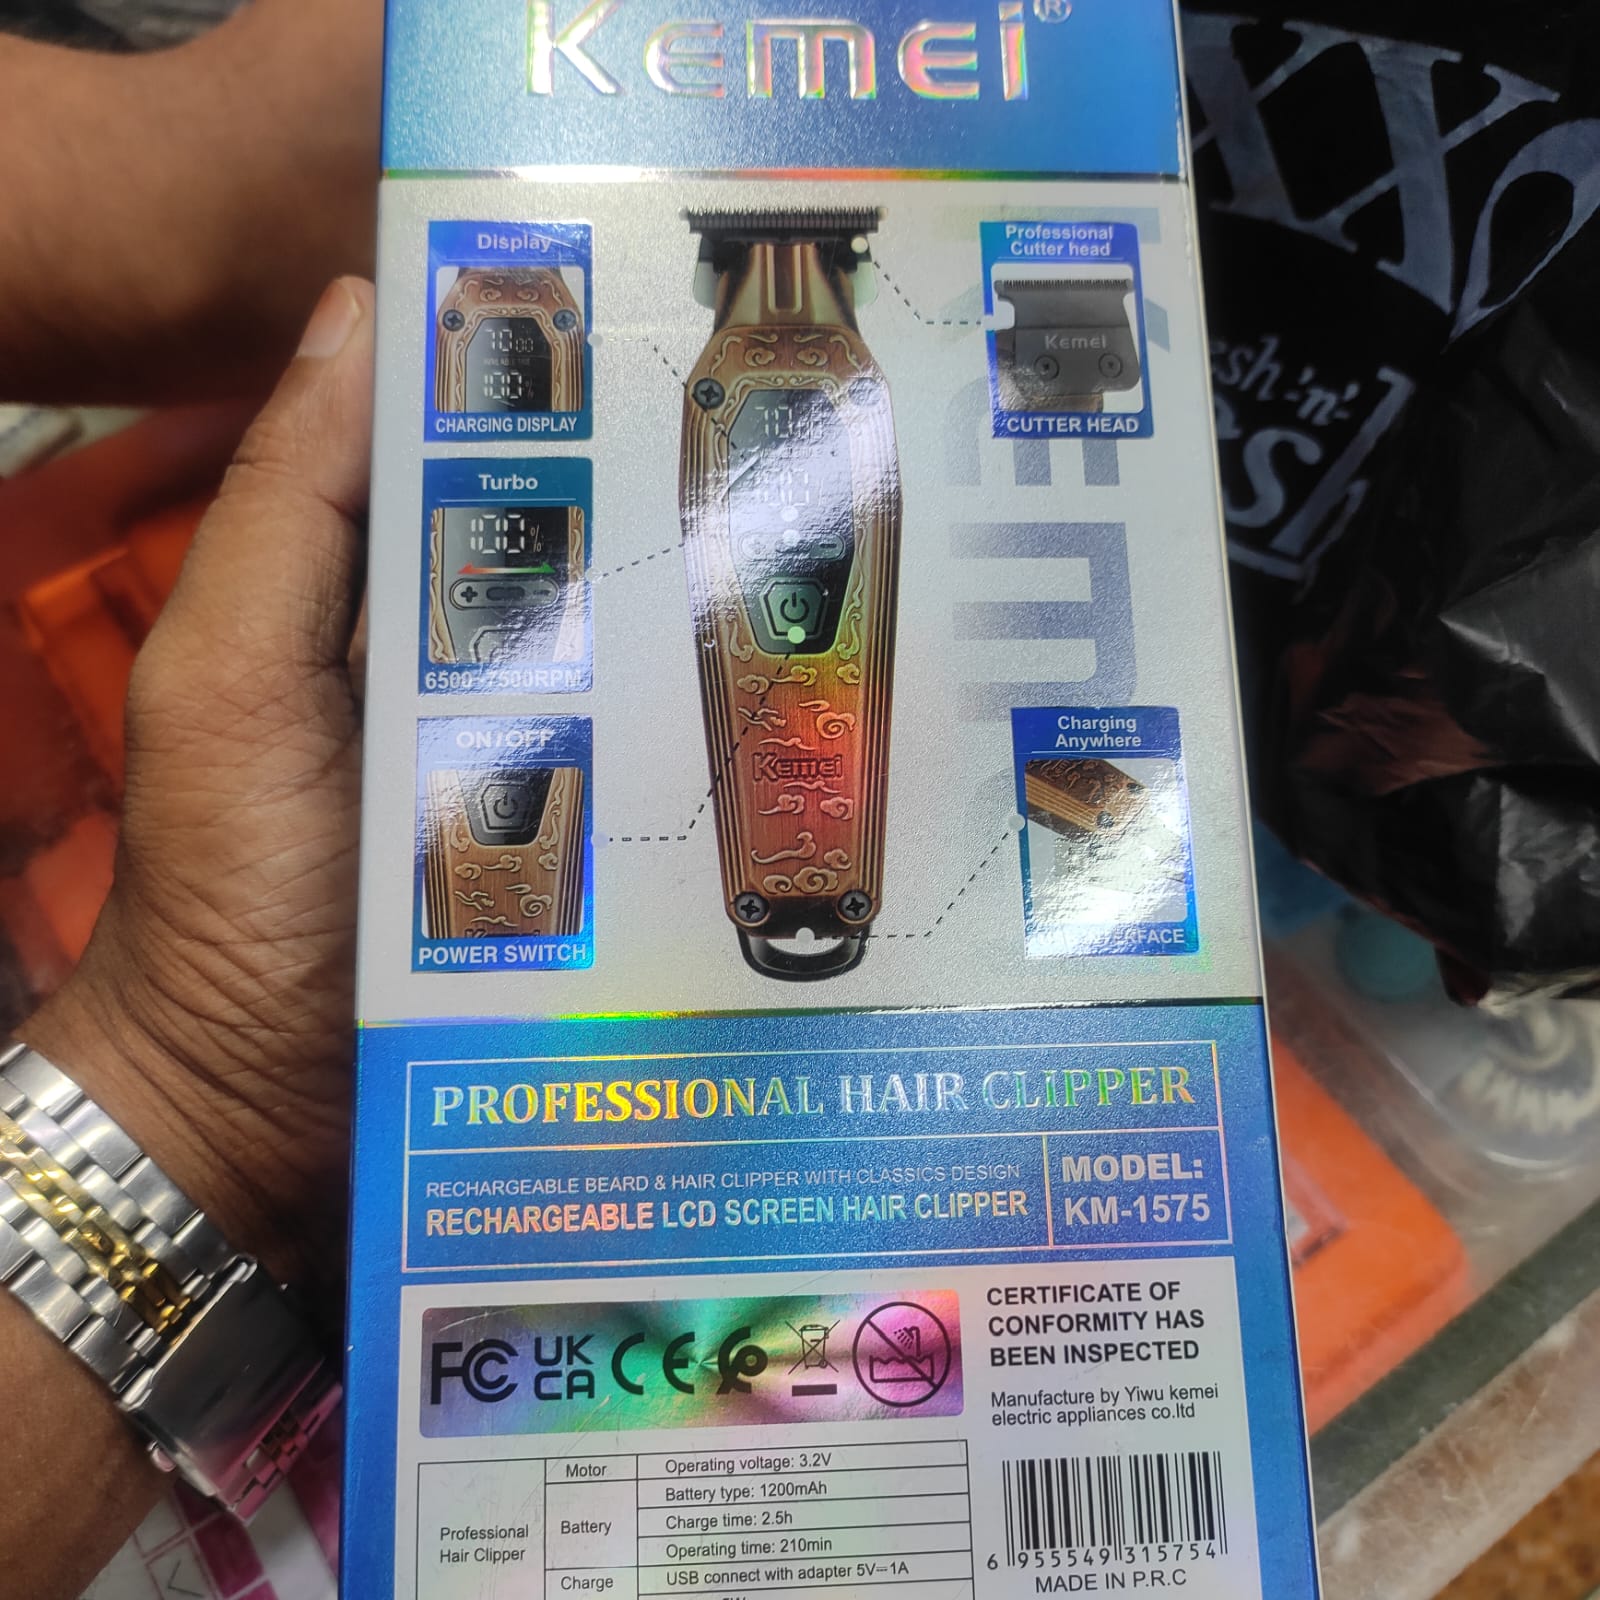 Kemei®
Display
7000
100%
CHARGING DISPLAY
Turbo
100%
6500-7500RPM
ON/OFF
POWER SWITCH
Professional
Cutter head
Kemei
CUTTER HEAD
Charging
Anywhere
Kemei
PROFESSIONAL HAIR CLIPPER
RECHARGEABLE BEARD & HAIR CLIPPER WITH CLASSICS DESIGN
RECHARGEABLE LCD SCREEN HAIR CLIPPER
MODEL:
KM-1575
FC UK CA CE
CERTIFICATE OF
CONFORMITY HAS
BEEN INSPECTED
Manufacture by Yiwu kemei
electric appliances co.ltd
Professional
Hair Clipper
Motor
Operating voltage: 3.2V
Battery
Battery type: 1200mAh
Charge time: 2.5h
Operating time: 210min
Charge
USB connect with adapter 5V⎓1A
6 955549 315754
MADE IN P.R.C